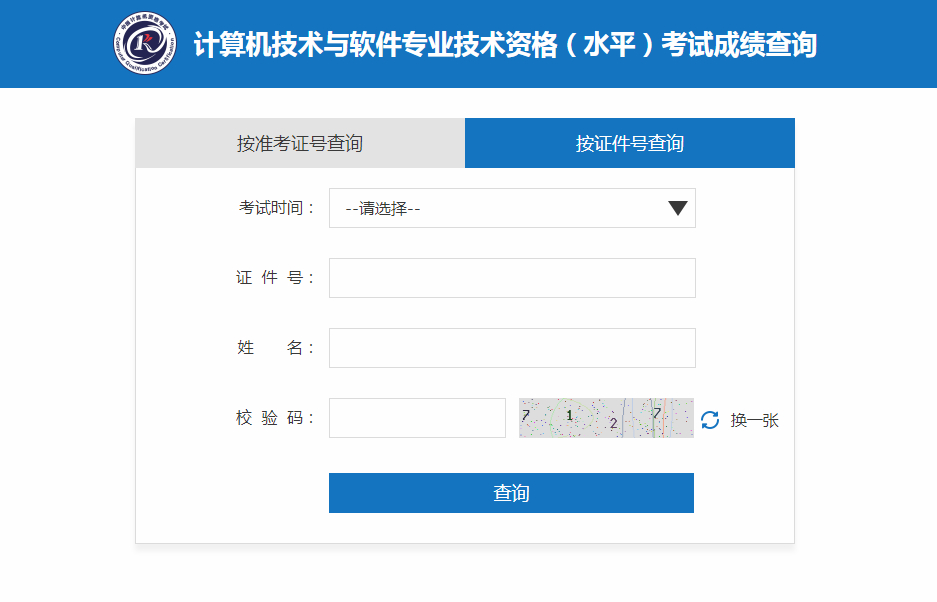 计算机技术与软件专业技术资格（水平）考试成绩查询
按准考证号查询
按证件号查询
考试时间：
--请选择--
证 件 号：
姓 名：
校 验 码：
7 1 2 7
换一张
查询